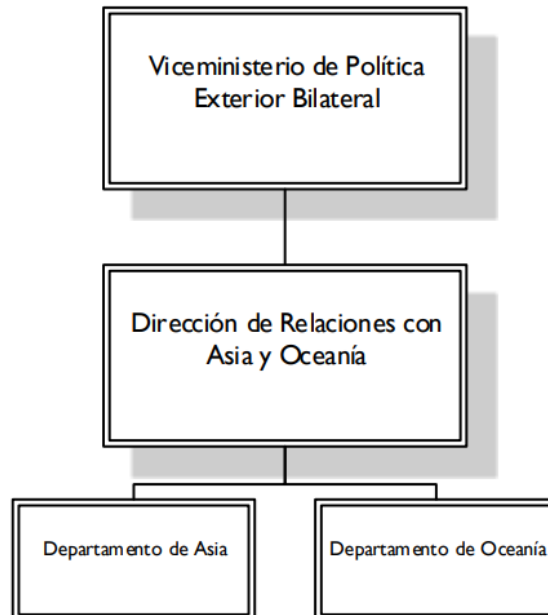 Viceministerio de Política
Exterior Bilateral
Dirección de Relaciones con
Asia y Oceanía
Departamento de Asia
Departamento de Oceanía